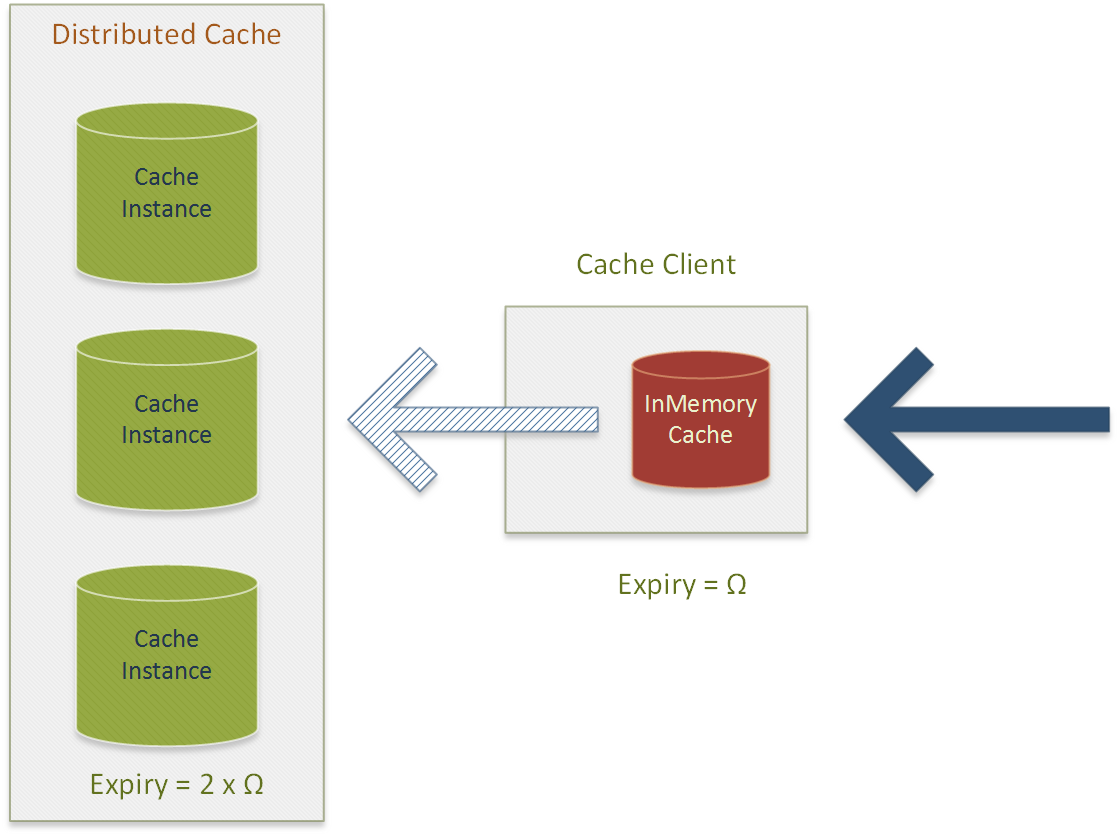 Distributed Cache
Cache
Instance
Cache
Instance
Cache
Instance
Expiry = 2 x Ω
Cache Client
InMemory
Cache
Expiry = Ω